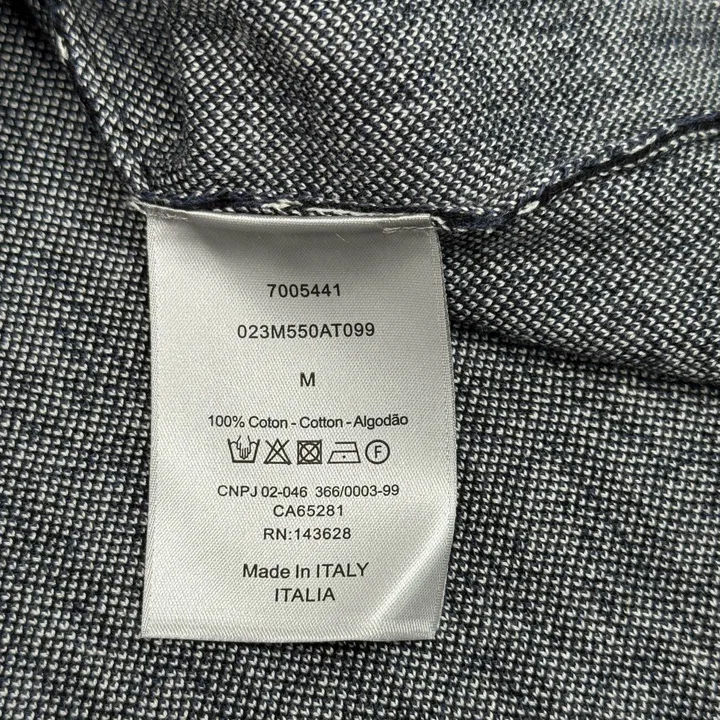 7005441
023M550AT099
M
100% Coton - Cotton - Algodão
F
CNPJ 02-046 366/0003-99
CA65281
RN:143628
Made In ITALY
ITALIA